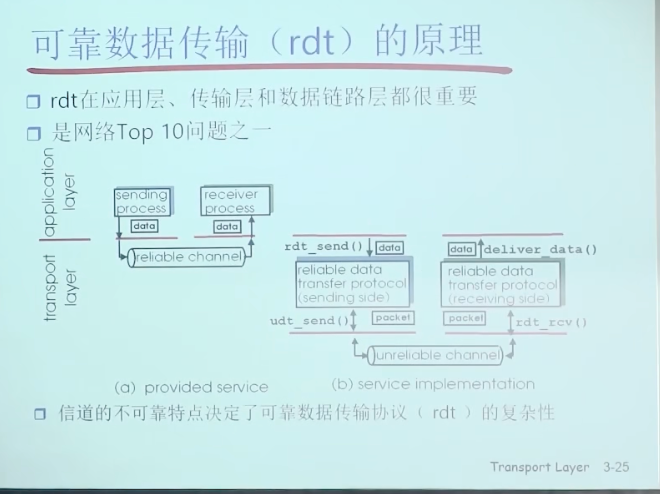 可靠数据传输（rdt）的原理
rdt在应用层、传输层和数据链路层都很重要
是网络Top 10问题之一
application
layer
transport
layer
sending
process
receiver
process
data
data
reliable channel
(a) provided service
rdt_send()
data
data
deliver_data()
reliable data
transfer protocol
(sending side)
reliable data
transfer protocol
(receiving side)
udt_send()
packet
packet
rdt_rcv()
unreliable channel
(b) service implementation
信道的不可靠特点决定了可靠数据传输协议（ rdt ）的复杂性
Transport Layer 3-25